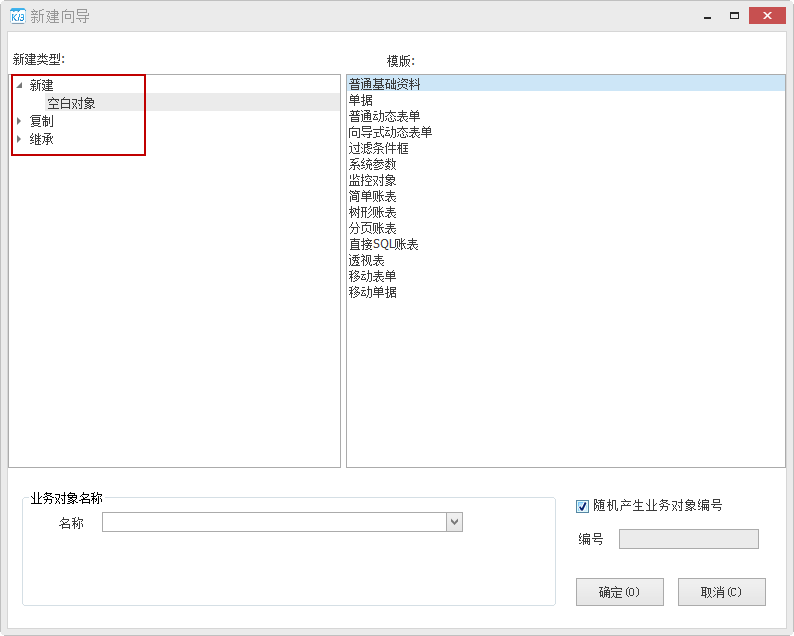 K/3 新建向导
新建类型:
模版:
新建
空白对象
复制
继承
普通基础资料
单据
普通动态表单
向导式动态表单
过滤条件框
系统参数
监控对象
简单账表
树形账表
分页账表
直接SQL账表
透视表
移动表单
移动单据
业务对象名称
名称
随机产生业务对象编号
编号
确定(O)
取消(C)